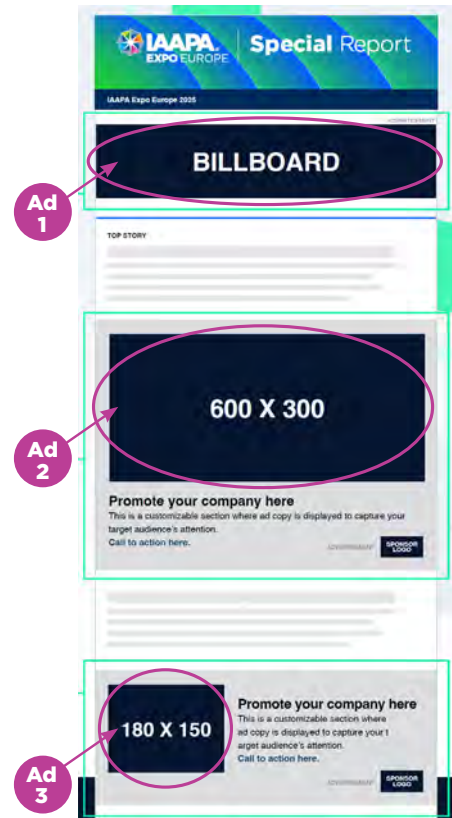 IAAPA. Special Report
EXPO EUROPE
IAAPA Expo Europe 2025
ADVERTISEMENT
BILLBOARD
Ad
1
TOP STORY
600 X 300
Ad
2
Promote your company here
This is a customizable section where ad copy is displayed to capture your
target audience's attention.
Call to action here.
ADVERTISEMENT
SPONSOR
LOGO
180 X 150
Promote your company here
This is a customizable section where
ad copy is displayed to capture your t
arget audience's attention.
Call to action here.
Ad
3
ADVERTISEMENT
SPONSOR
LOGO